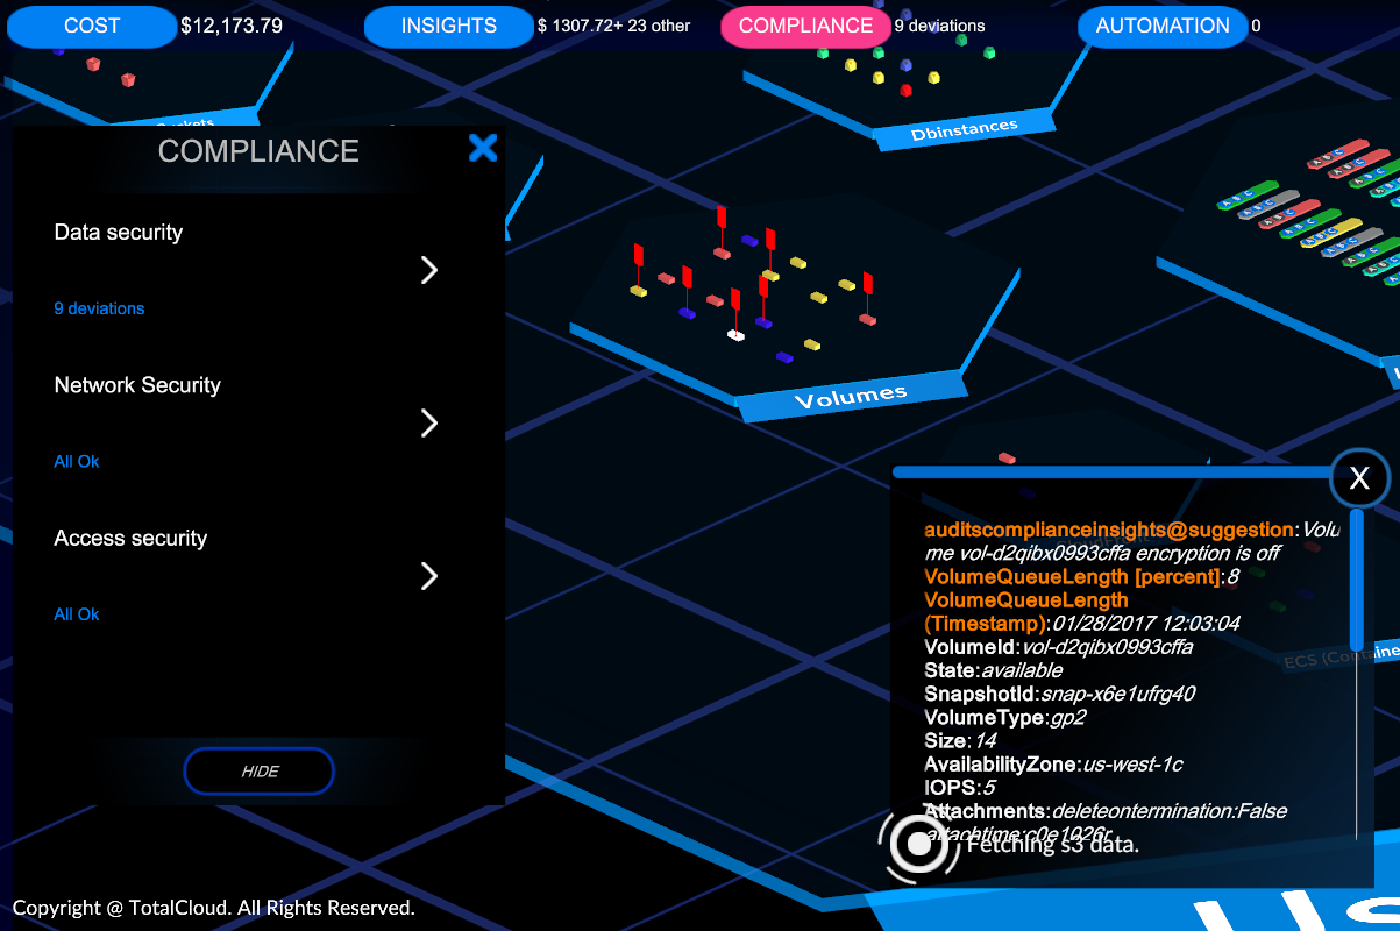 COST
$12,173.79
INSIGHTS
$ 1307.72+ 23 other
COMPLIANCE
9 deviations
AUTOMATION
0
Dbinstances
COMPLIANCE
Data security
9 deviations
Network Security
All Ok
Access security
All Ok
HIDE
Volumes
X
auditscomplianceinsights@suggestion:Volu
me vol-d2qibx0993cffa encryption is off
VolumeQueueLength [percent]:8
VolumeQueueLength
(Timestamp):01/28/2017 12:03:04
VolumeId:vol-d2qibx0993cffa
State:available
SnapshotId:snap-x6e1ufrg40
VolumeType:gp2
Size:14
AvailabilityZone:us-west-1c
IOPS:5
Attachments:deleteontermination:False
attachtime:c0e1026r
Fetching s3 data.
ECS (Containe
Copyright @ TotalCloud. All Rights Reserved.